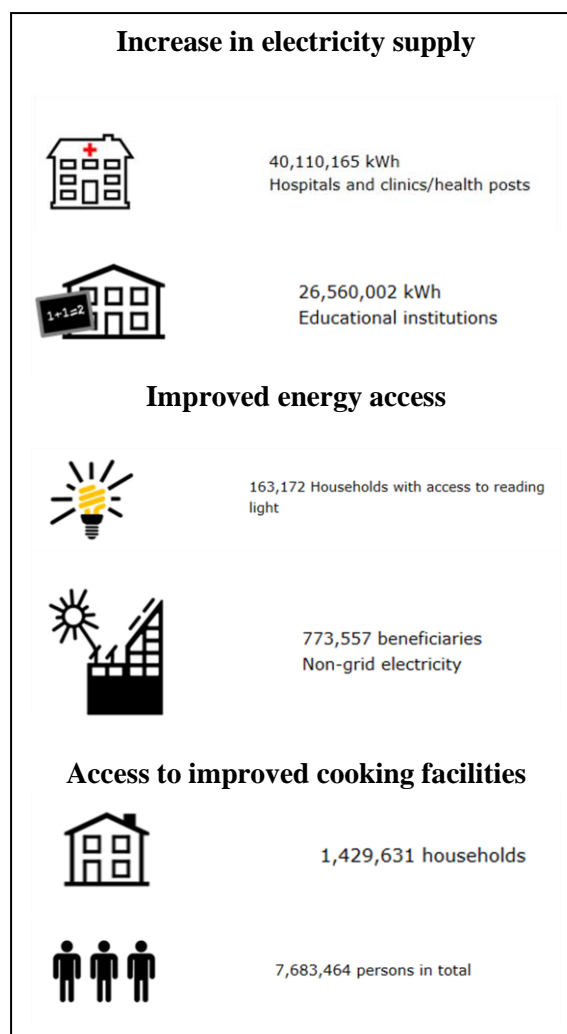 Increase in electricity supply
40,110,165 kWh
Hospitals and clinics/health posts
1+1=2
26,560,002 kWh
Educational institutions
Improved energy access
163,172 Households with access to reading
light
773,557 beneficiaries
Non-grid electricity
Access to improved cooking facilities
1,429,631 households
7,683,464 persons in total